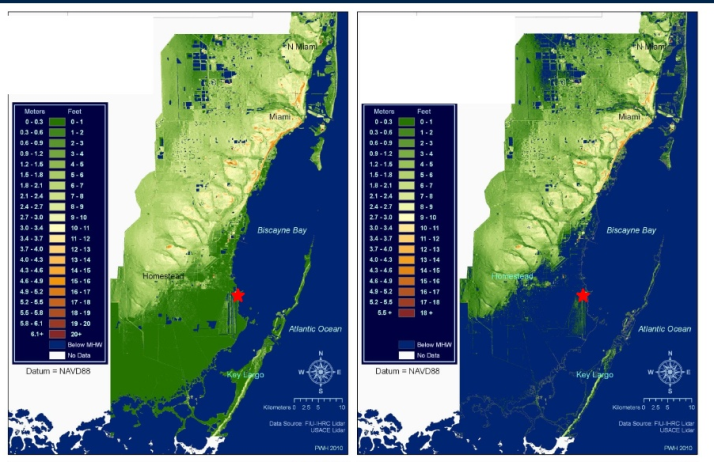 N Miami
Miami
Meters Feet
0 - 0.3 0 - 1
0.3 - 0.6 1 - 2
0.6 - 0.9 2 - 3
0.9 - 1.2 3 - 4
1.2 - 1.5 4 - 5
1.5 - 1.8 5 - 6
1.8 - 2.1 6 - 7
2.1 - 2.4 7 - 8
2.4 - 2.7 8 - 9
2.7 - 3.0 9 - 10
3.0 - 3.4 10 - 11
3.4 - 3.7 11 - 12
3.7 - 4.0 12 - 13
4.0 - 4.3 13 - 14
4.3 - 4.6 14 - 15
4.6 - 4.9 15 - 16
4.9 - 5.2 16 - 17
5.2 - 5.5 17 - 18
5.5 - 5.8 18 - 19
5.8 - 6.1 19 - 20
6.1+ 20+
Below MHW
No Data
Datum = NAVD88
Biscayne Bay
Homestead
Atlantic Ocean
Key Largo
N
W E
S
Kilometers 0 2.5 5 10
Data Source: FIU-IHRC Lidar
USACE Lidar
PWH 2010
N Miami
Miami
Meters Feet
0 - 0.3 0 - 1
0.3 - 0.6 1 - 2
0.6 - 0.9 2 - 3
0.9 - 1.2 3 - 4
1.2 - 1.5 4 - 5
1.5 - 1.8 5 - 6
1.8 - 2.1 6 - 7
2.1 - 2.4 7 - 8
2.4 - 2.7 8 - 9
2.7 - 3.0 9 - 10
3.0 - 3.4 10 - 11
3.4 - 3.7 11 - 12
3.7 - 4.0 12 - 13
4.0 - 4.3 13 - 14
4.3 - 4.6 14 - 15
4.6 - 4.9 15 - 16
4.9 - 5.2 16 - 17
5.2 - 5.5 17 - 18
5.5 + 18 +
Below MHW
No Data
Datum = NAVD88
Biscayne Bay
Homestead
Atlantic Ocean
Key Largo
N
W E
S
Kilometers 0 2.5 5 10
Data Source: FIU-IHRC Lidar
USACE Lidar
PWH 2010